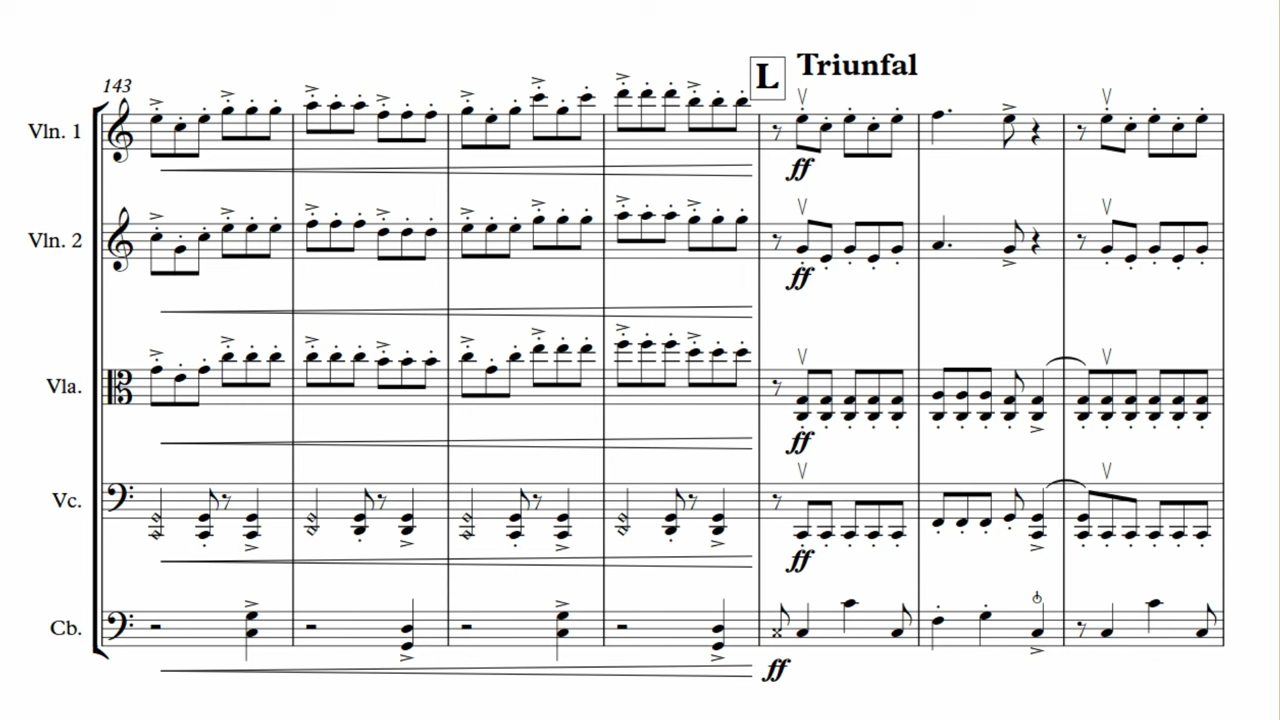 143
L Triunfal
Vln. 1
ff
Vln. 2
ff
Vla.
ff
Vc.
ff
Cb.
ff